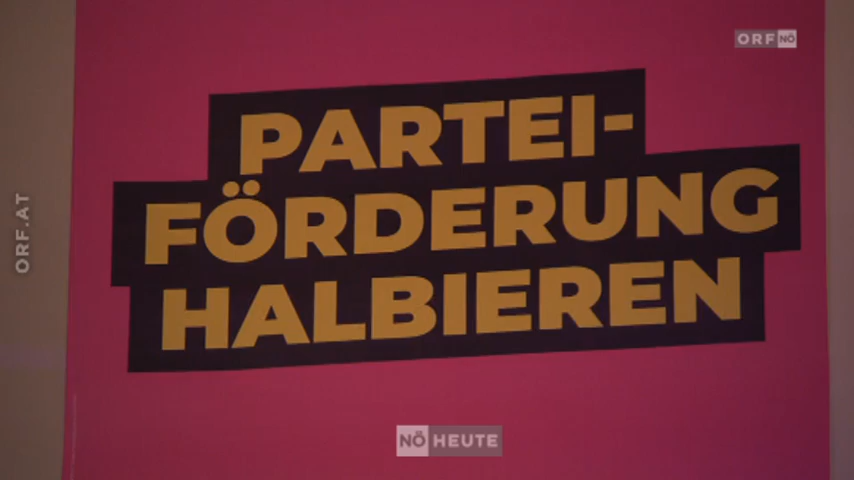 ORF NÖ
PARTEI-
FÖRDERUNG
HALBIEREN
ORF.AT
NÖ HEUTE